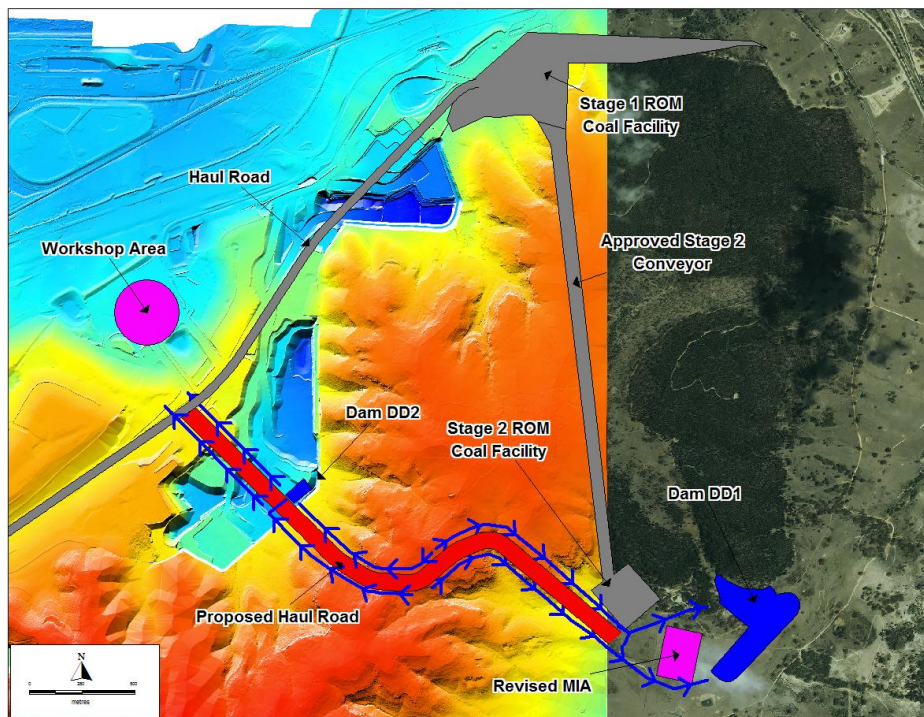 Stage 1 ROM
Coal Facility
Haul Road
Workshop Area
Approved Stage 2
Conveyor
Dam DD2
Stage 2 ROM
Coal Facility
Dam DD1
Proposed Haul Road
Revised MIA
N
0
metres